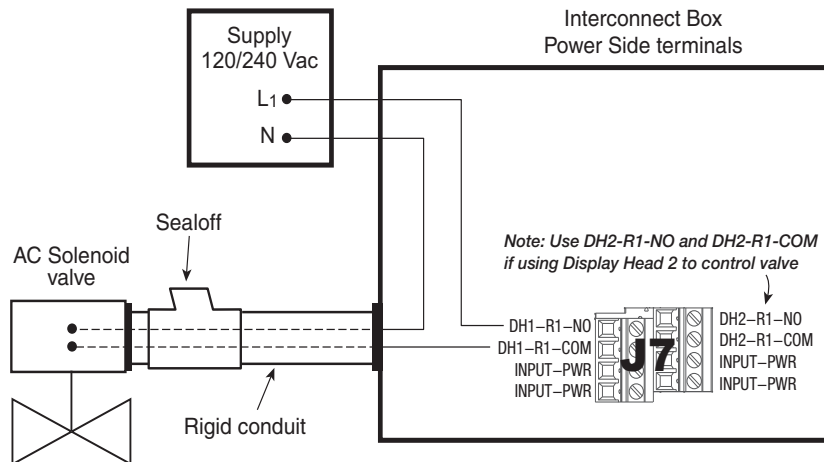 Interconnect Box
Power Side terminals
Supply
120/240 Vac
L1
N
Sealoff
AC Solenoid
valve
Note: Use DH2-R1-NO and DH2-R1-COM
if using Display Head 2 to control valve
DH1–R1–NO
DH1–R1–COM
INPUT–PWR
INPUT–PWR
J7
DH2–R1–NO
DH2–R1–COM
INPUT–PWR
INPUT–PWR
Rigid conduit